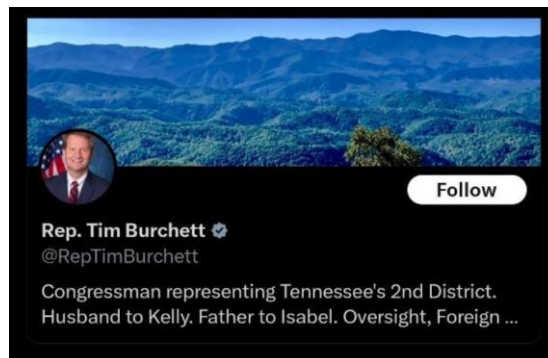 Follow
Rep. Tim Burchett
@RepTimBurchett
Congressman representing Tennessee's 2nd District.
Husband to Kelly. Father to Isabel. Oversight, Foreign ...